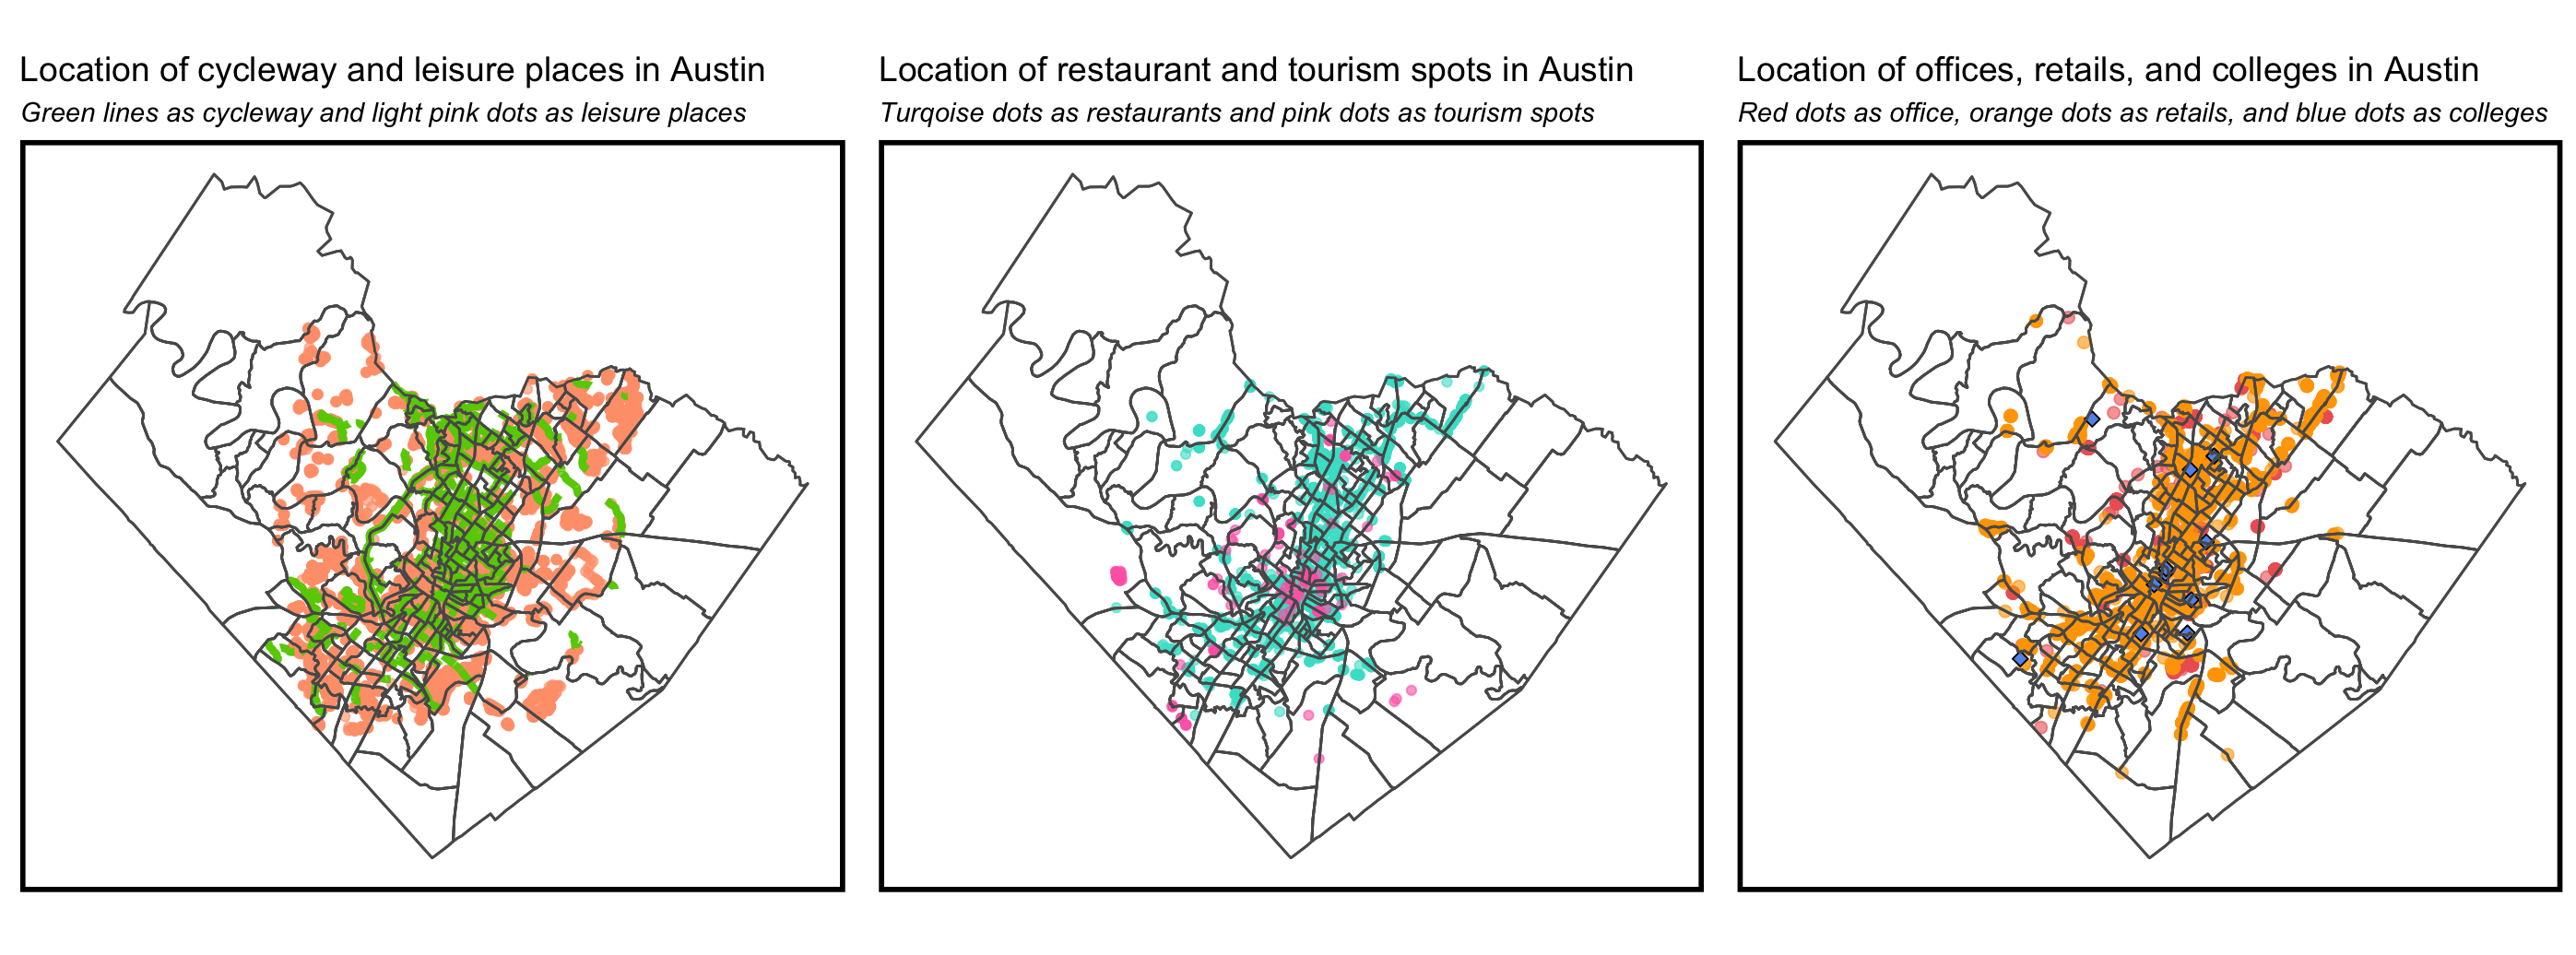 Location of cycleway and leisure places in Austin
Green lines as cycleway and light pink dots as leisure places
Location of restaurant and tourism spots in Austin
Turqoise dots as restaurants and pink dots as tourism spots
Location of offices, retails, and colleges in Austin
Red dots as office, orange dots as retails, and blue dots as colleges